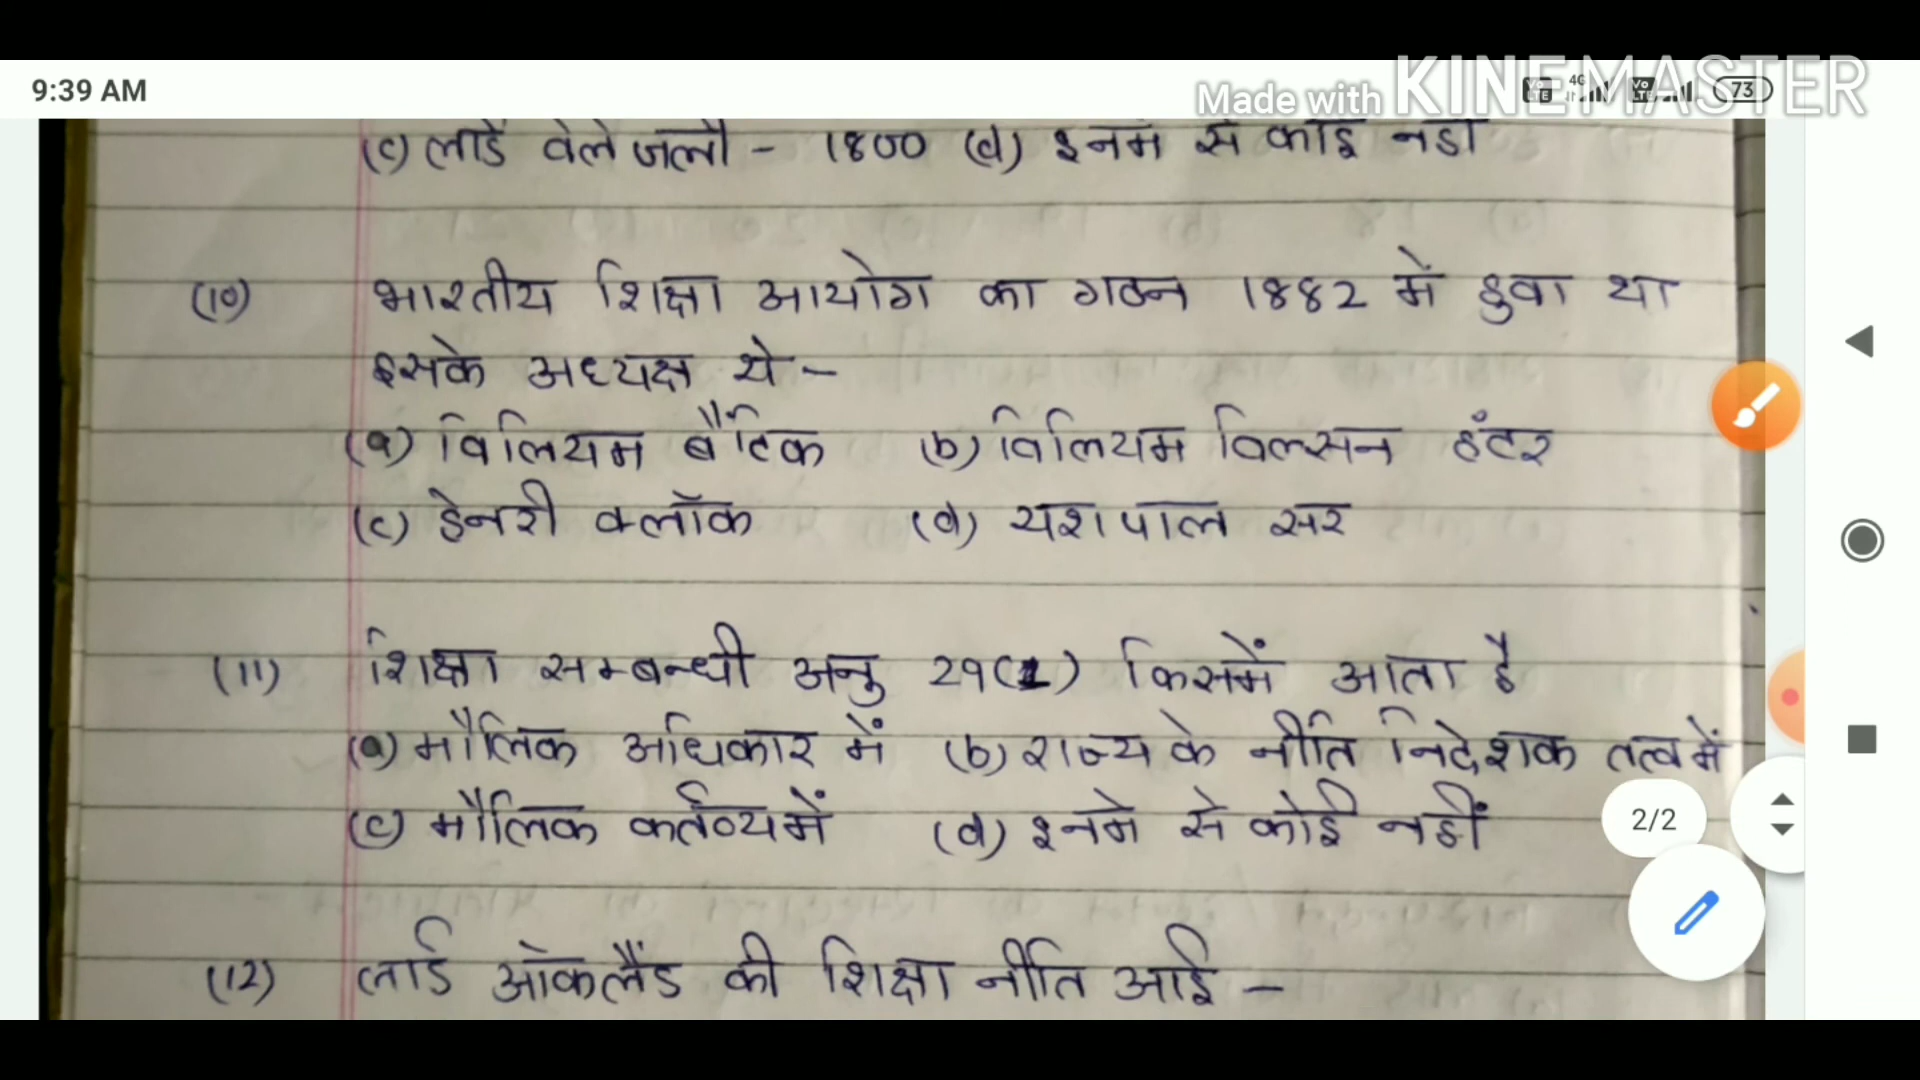 9:39 AM
Made with KINEMASTER
73
(c) लार्ड वेलेजली - 1800 (d) इनमे से कोई नही
(10) भारतीय शिक्षा आयोग का गठन 1882 में हुवा था
इसके अध्यक्ष थे -
(a) विलियम बैंटिक (b) विलियम विल्सन हंटर
(c) हेनरी क्लॉक (d) यशपाल सर
(11) शिक्षा सम्बन्धी अनु 29(1) किसमें आता है
(a) मौलिक अधिकार में (b) राज्य के नीति निदेशक तत्व में
(c) मौलिक कर्तव्य में (d) इनमे से कोई नहीं
2/2
(12) लार्ड ऑकलैंड की शिक्षा नीति आई -